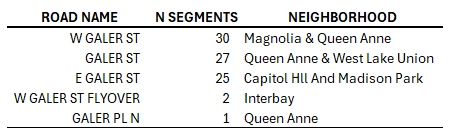 ROAD NAME N SEGMENTS NEIGHBORHOOD
W GALER ST 30 Magnolia & Queen Anne
GALER ST 27 Queen Anne & West Lake Union
E GALER ST 25 Capitol Hll And Madison Park
W GALER ST FLYOVER 2 Interbay
GALER PL N 1 Queen Anne